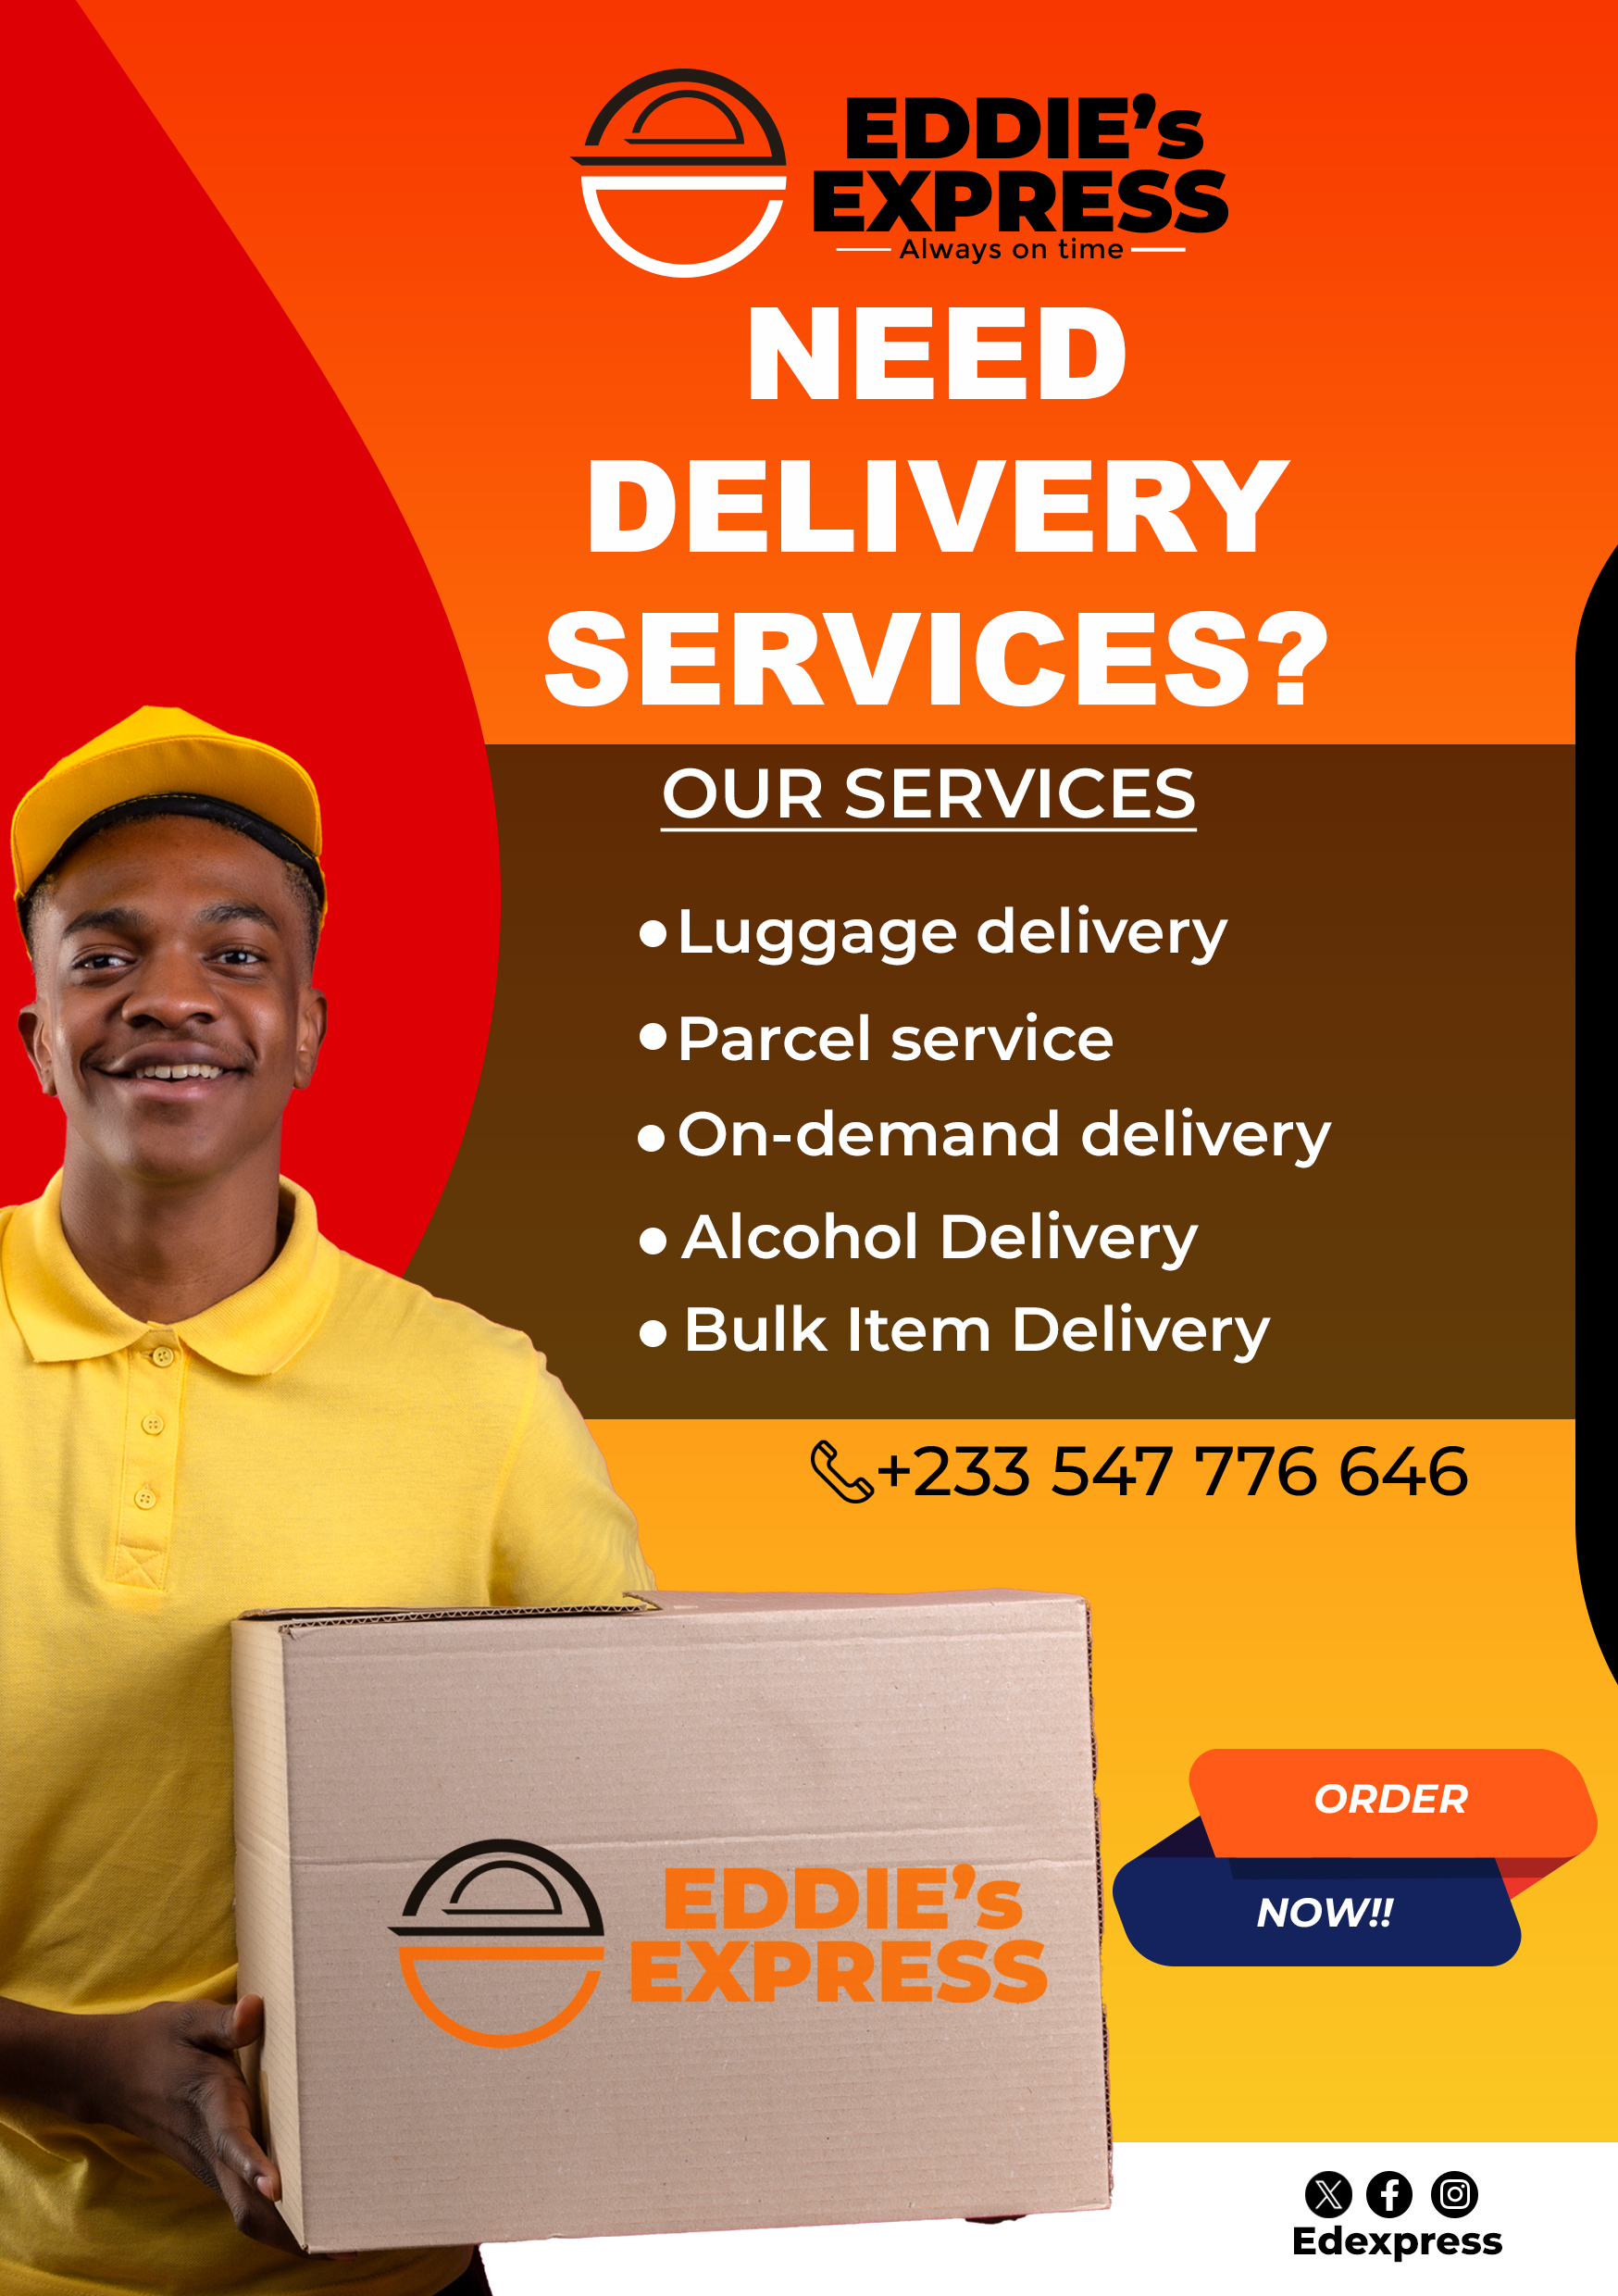 EDDIE's
EXPRESS
Always on time
NEED
DELIVERY
SERVICES?
OUR SERVICES
Luggage delivery
Parcel service
On-demand delivery
Alcohol Delivery
Bulk Item Delivery
+233 547 776 646
EDDIE's
EXPRESS
ORDER
NOW!!
Edexpress